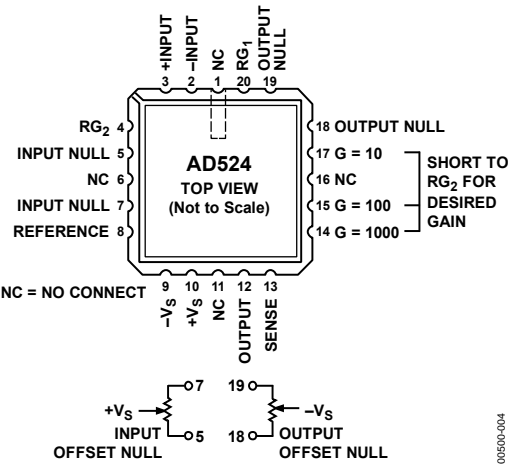 +INPUT
–INPUT
NC
RG1
OUTPUT
NULL
3 2 1 20 19
RG2 4
INPUT NULL 5
NC 6
INPUT NULL 7
REFERENCE 8
AD524
TOP VIEW
(Not to Scale)
18 OUTPUT NULL
17 G = 10
16 NC
15 G = 100
14 G = 1000
SHORT TO
RG2 FOR
DESIRED
GAIN
NC = NO CONNECT
9 10 11 12 13
–VS
+VS
NC
OUTPUT
SENSE
7
+VS
INPUT
5
OFFSET NULL
19
–VS
18
OUTPUT
OFFSET NULL
00500-004